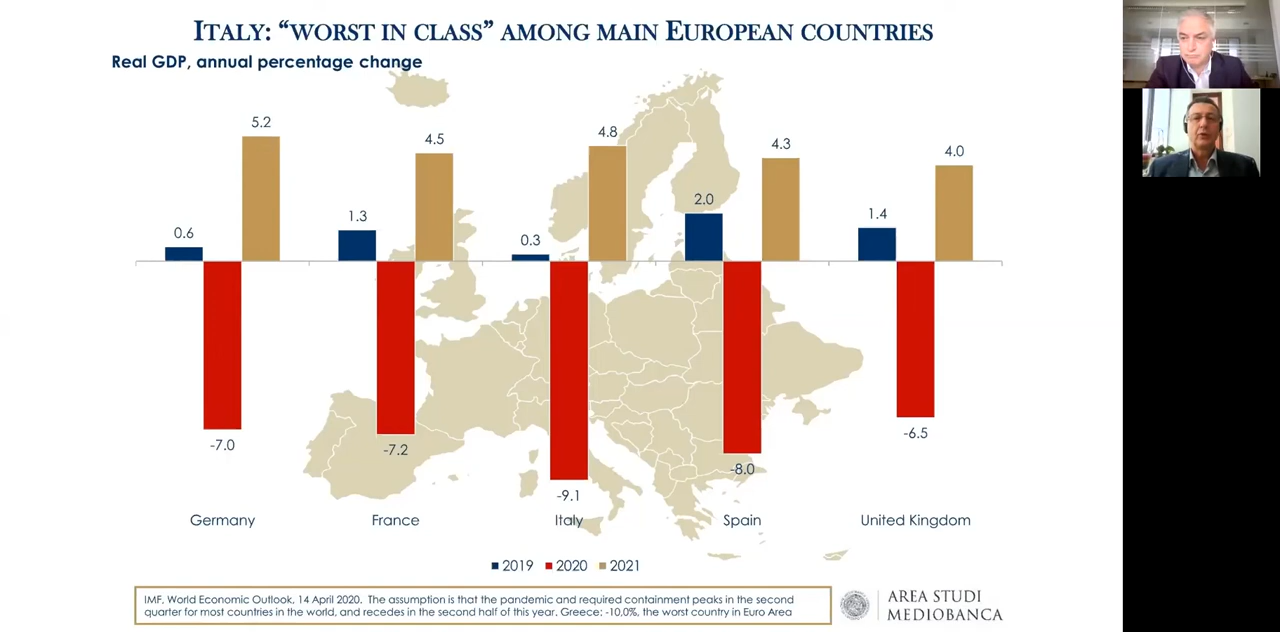 ITALY: “WORST IN CLASS” AMONG MAIN EUROPEAN COUNTRIES
Real GDP, annual percentage change
5.2
4.5
4.8
4.3
4.0
0.6
1.3
0.3
2.0
1.4
-7.0
-7.2
-9.1
-8.0
-6.5
Germany
France
Italy
Spain
United Kingdom
2019
2020
2021
IMF, World Economic Outlook, 14 April 2020. The assumption is that the pandemic and required containment peaks in the second
quarter for most countries in the world, and recedes in the second half of this year. Greece: -10,0%, the worst country in Euro Area
AREA STUDI
MEDIOBANCA